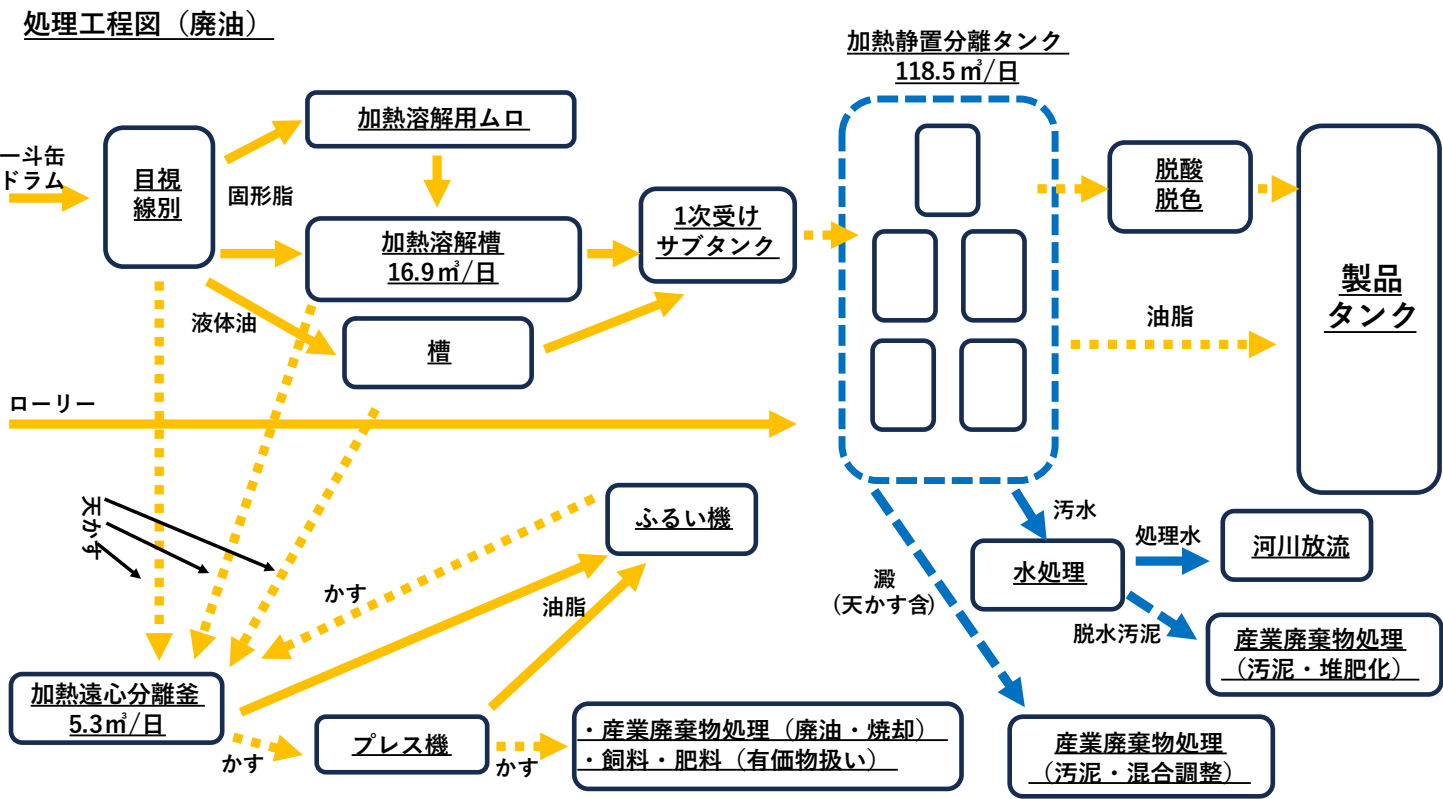 処理工程図（廃油）
加熱静置分離タンク
118.5㎥/日
一斗缶
ドラム
目視
線別
固形脂
加熱溶解用ムロ
加熱溶解槽
16.9㎥/日
液体油
槽
1次受け
サブタンク
脱酸
脱色
油脂
製品
タンク
ローリー
天かす
ふるい機
かす
油脂
汚水
水処理
処理水
河川放流
脱水汚泥
産業廃棄物処理
（汚泥・堆肥化）
澱
(天かす含)
産業廃棄物処理
（汚泥・混合調整）
加熱遠心分離釜
5.3㎥/日
かす
プレス機
かす
・産業廃棄物処理（廃油・焼却）
・飼料・肥料（有価物扱い）